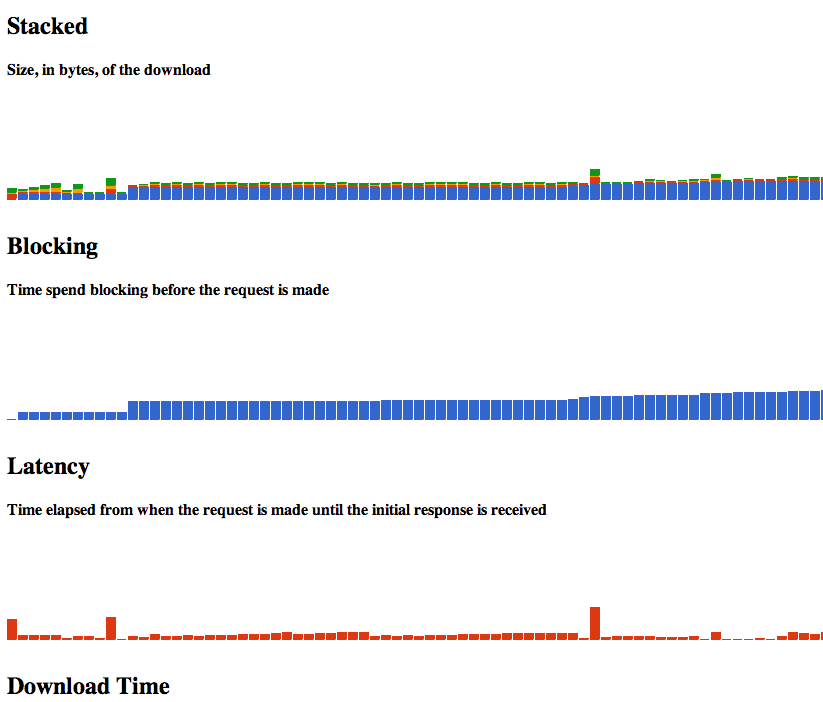 Stacked
Size, in bytes, of the download
Blocking
Time spend blocking before the request is made
Latency
Time elapsed from when the request is made until the initial response is received
Download Time